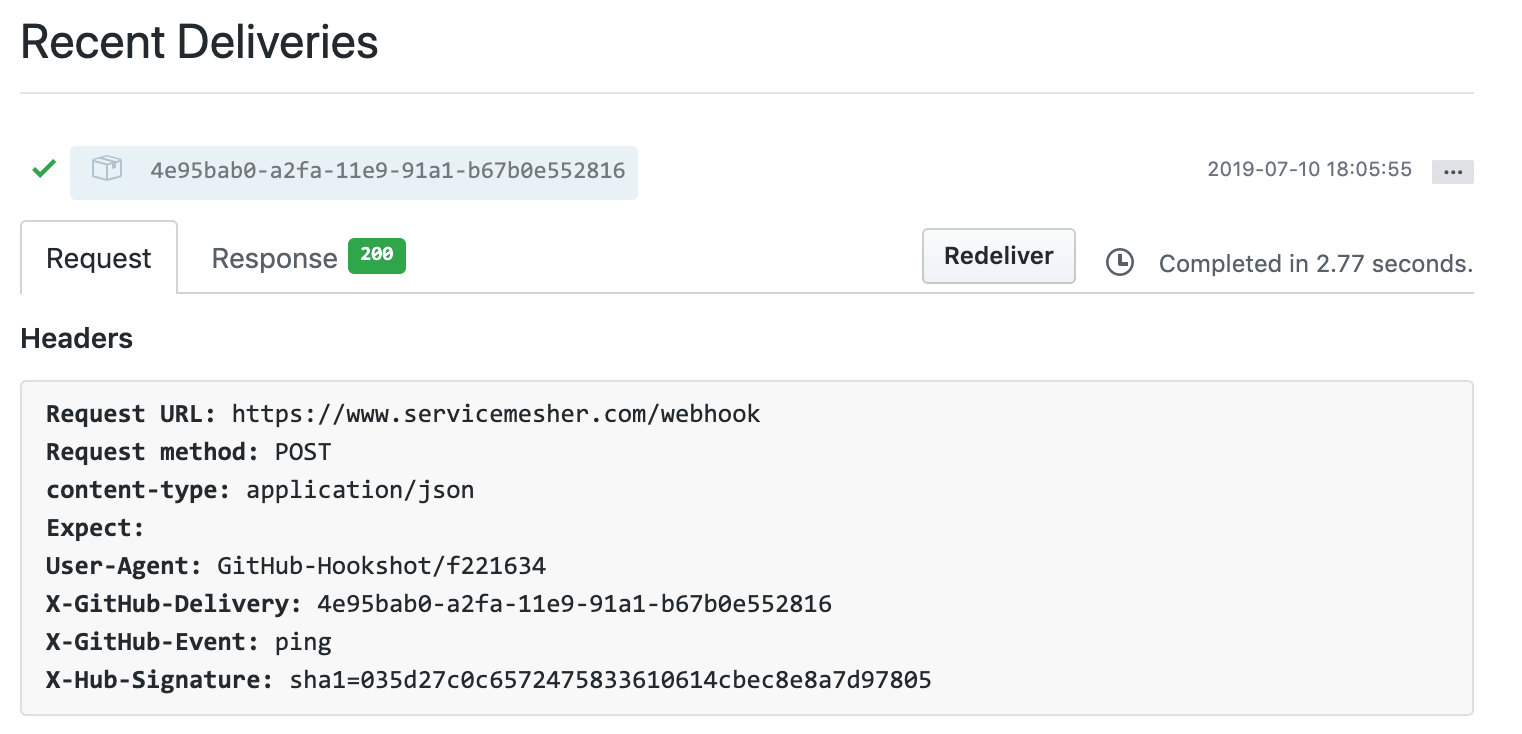 Recent Deliveries
4e95bab0-a2fa-11e9-91a1-b67b0e552816 2019-07-10 18:05:55 ...
Request Response 200 Redeliver Completed in 2.77 seconds.
Headers
Request URL: https://www.servicemesher.com/webhook
Request method: POST
content-type: application/json
Expect:
User-Agent: GitHub-Hookshot/f221634
X-GitHub-Delivery: 4e95bab0-a2fa-11e9-91a1-b67b0e552816
X-GitHub-Event: ping
X-Hub-Signature: sha1=035d27c0c6572475833610614cbec8e8a7d97805